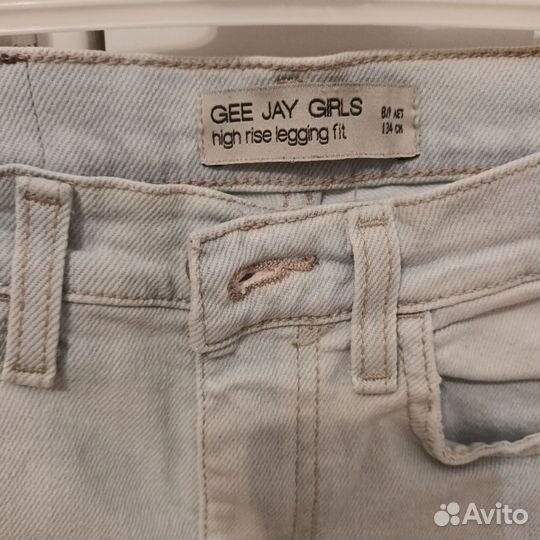 GEE JAY GIRLS
high rise legging fit
8/9 ЛЕТ
134 СМ
Avito